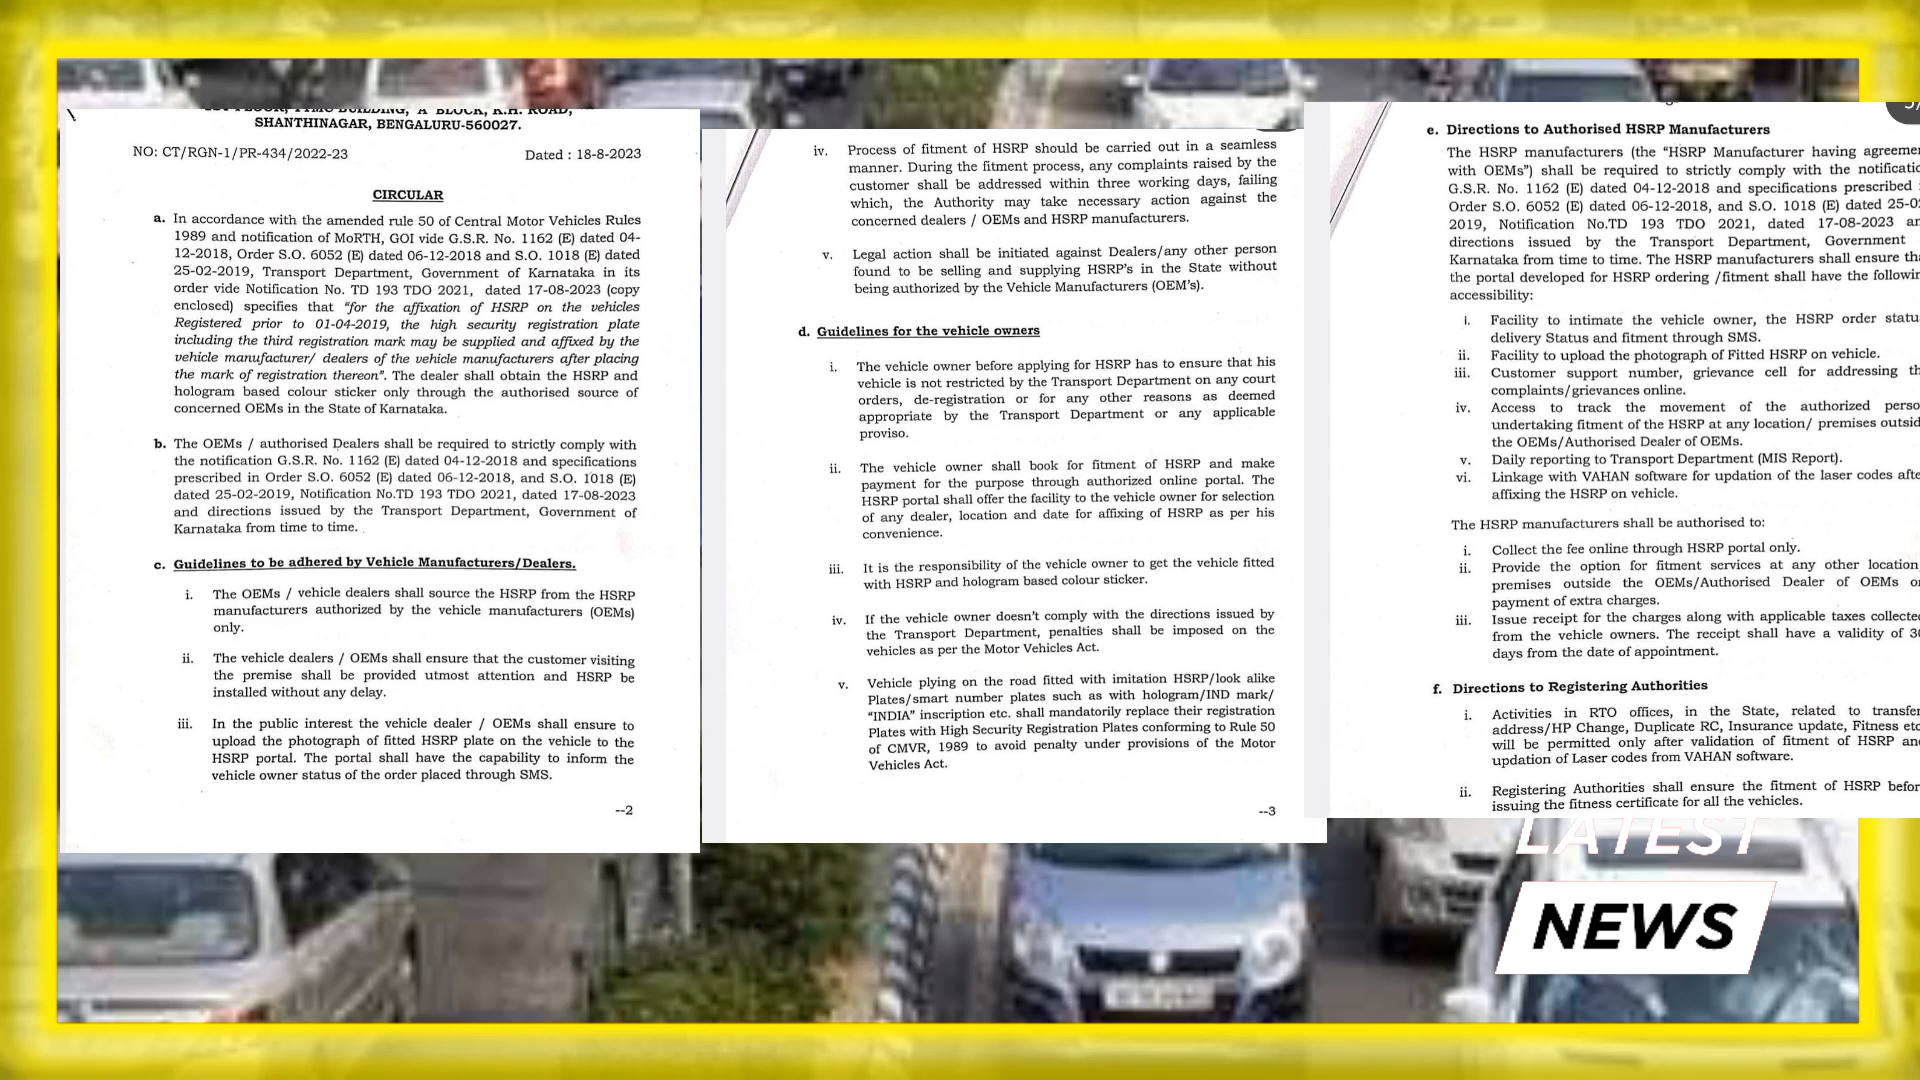 SHANTHINAGAR, BENGALURU-560027.
NO: CT/RGN-1/PR-434/2022-23 Dated : 18-8-2023
CIRCULAR
a. In accordance with the amended rule 50 of Central Motor Vehicles Rules
1989 and notification of MoRTH, GOI vide G.S.R. No. 1162 (E) dated 04-
12-2018, Order S.O. 6052 (E) dated 06-12-2018 and S.O. 1018 (E) dated
25-02-2019, Transport Department, Government of Karnataka in its
order vide Notification No. TD 193 TDO 2021, dated 17-08-2023 (copy
enclosed) specifies that "for the affixation of HSRP on the vehicles
Registered prior to 01-04-2019, the high security registration plate
including the third registration mark may be supplied and affixed by the
vehicle manufacturer/ dealers of the vehicle manufacturers after placing
the mark of registration thereon". The dealer shall obtain the HSRP and
hologram based colour sticker only through the authorised source of
concerned OEMs in the State of Karnataka.
b. The OEMs / authorised Dealers shall be required to strictly comply with
the notification G.S.R. No. 1162 (E) dated 04-12-2018 and specifications
prescribed in Order S.O. 6052 (E) dated 06-12-2018, and S.O. 1018 (E)
dated 25-02-2019, Notification No.TD 193 TDO 2021, dated 17-08-2023
and directions issued by the Transport Department, Government of
Karnataka from time to time.
c. Guidelines to be adhered by Vehicle Manufacturers/Dealers.
i. The OEMs / vehicle dealers shall source the HSRP from the HSRP
manufacturers authorized by the vehicle manufacturers (OEMs)
only.
ii. The vehicle dealers / OEMs shall ensure that the customer visiting
the premise shall be provided utmost attention and HSRP be
installed without any delay.
iii. In the public interest the vehicle dealer / OEMs shall ensure to
upload the photograph of fitted HSRP plate on the vehicle to the
HSRP portal. The portal shall have the capability to inform the
vehicle owner status of the order placed through SMS.
--2
iv. Process of fitment of HSRP should be carried out in a seamless
manner. During the fitment process, any complaints raised by the
customer shall be addressed within three working days, failing
which, the Authority may take necessary action against the
concerned dealers / OEMs and HSRP manufacturers.
v. Legal action shall be initiated against Dealers/any other person
found to be selling and supplying HSRP's in the State without
being authorized by the Vehicle Manufacturers (OEM's).
d. Guidelines for the vehicle owners
i. The vehicle owner before applying for HSRP has to ensure that his
vehicle is not restricted by the Transport Department on any court
orders, de-registration or for any other reasons as deemed
appropriate by the Transport Department or any applicable
proviso.
ii. The vehicle owner shall book for fitment of HSRP and make
payment for the purpose through authorized online portal. The
HSRP portal shall offer the facility to the vehicle owner for selection
of any dealer, location and date for affixing of HSRP as per his
convenience.
iii. It is the responsibility of the vehicle owner to get the vehicle fitted
with HSRP and hologram based colour sticker.
iv. If the vehicle owner doesn't comply with the directions issued by
the Transport Department, penalties shall be imposed on the
vehicles as per the Motor Vehicles Act.
v. Vehicle plying on the road fitted with imitation HSRP/look alike
Plates/smart number plates such as with hologram/IND mark/
"INDIA" inscription etc. shall mandatorily replace their registration
Plates with High Security Registration Plates conforming to Rule 50
of CMVR, 1989 to avoid penalty under provisions of the Motor
Vehicles Act.
--3
e. Directions to Authorised HSRP Manufacturers
The HSRP manufacturers (the "HSRP Manufacturer having agreeme
with OEMs") shall be required to strictly comply with the notificatio
G.S.R. No. 1162 (E) dated 04-12-2018 and specifications prescribed
Order S.O. 6052 (E) dated 06-12-2018, and S.O. 1018 (E) dated 25-0
2019, Notification No.TD 193 TDO 2021, dated 17-08-2023 an
directions issued by the Transport Department, Government
Karnataka from time to time. The HSRP manufacturers shall ensure tha
the portal developed for HSRP ordering /fitment shall have the followin
accessibility:
i. Facility to intimate the vehicle owner, the HSRP order statu
delivery Status and fitment through SMS.
ii. Facility to upload the photograph of Fitted HSRP on vehicle.
iii. Customer support number, grievance cell for addressing th
complaints/grievances online.
iv. Access to track the movement of the authorized perso
undertaking fitment of the HSRP at any location/ premises outsid
the OEMs/Authorised Dealer of OEMs.
v. Daily reporting to Transport Department (MIS Report).
vi. Linkage with VAHAN software for updation of the laser codes afte
affixing the HSRP on vehicle.
The HSRP manufacturers shall be authorised to:
i. Collect the fee online through HSRP portal only.
ii. Provide the option for fitment services at any other location
premises outside the OEMs/Authorised Dealer of OEMs o
payment of extra charges.
iii. Issue receipt for the charges along with applicable taxes collecte
from the vehicle owners. The receipt shall have a validity of 3
days from the date of appointment.
f. Directions to Registering Authorities
i. Activities in RTO offices, in the State, related to transfe
address/HP Change, Duplicate RC, Insurance update, Fitness etc
will be permitted only after validation of fitment of HSRP an
updation of Laser codes from VAHAN software.
ii. Registering Authorities shall ensure the fitment of HSRP befor
issuing the fitness certificate for all the vehicles.
LATEST
NEWS